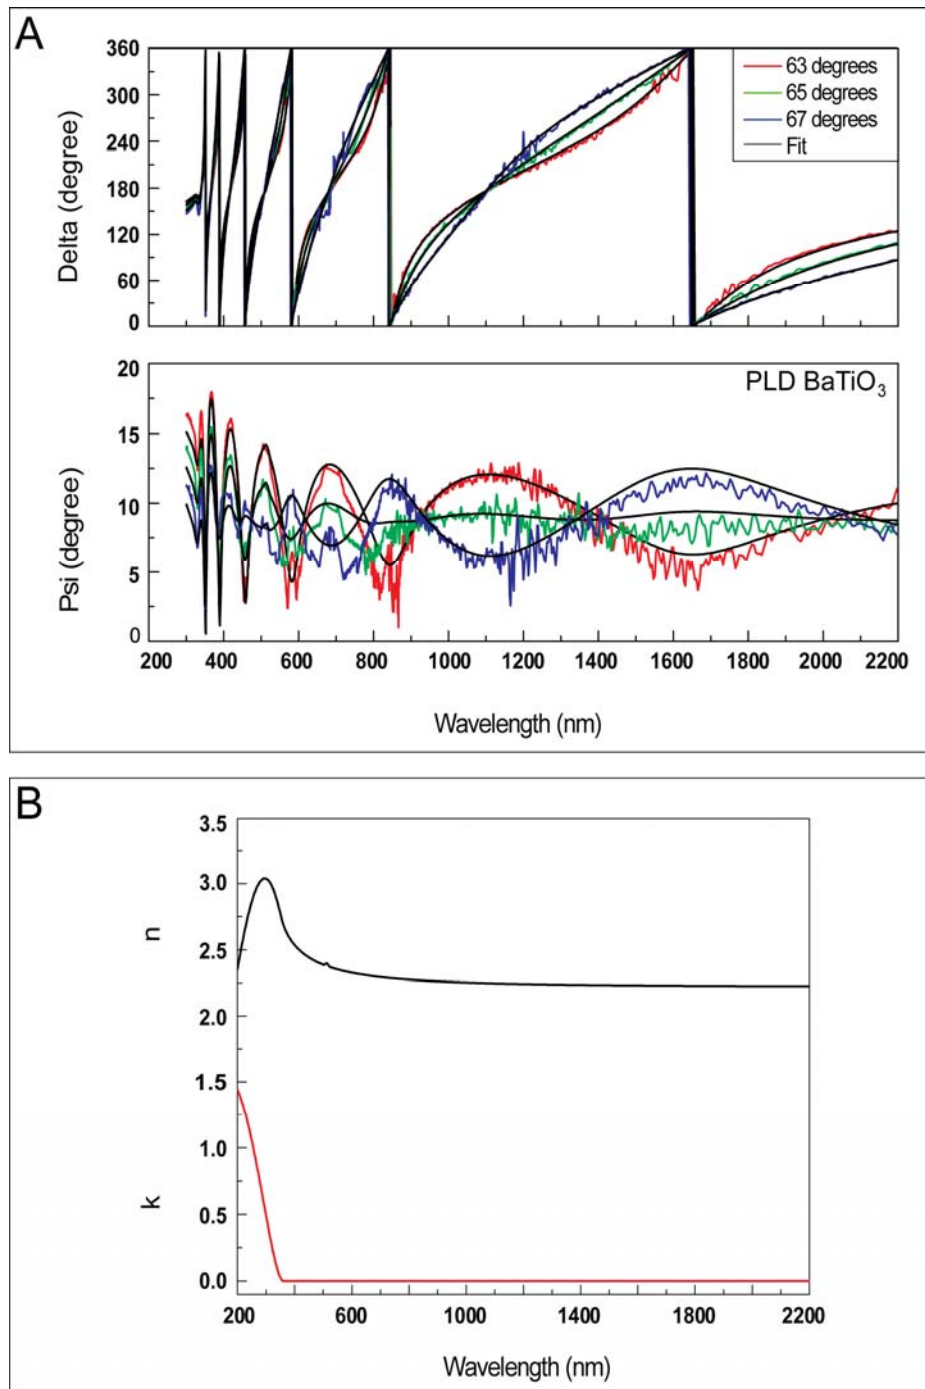 A
360
300
240
180
120
60
0
Delta (degree)
63 degrees
65 degrees
67 degrees
Fit
20
15
10
5
0
Psi (degree)
PLD BaTiO₃
200 400 600 800 1000 1200 1400 1600 1800 2000 2200
Wavelength (nm)
B
3.5
3.0
2.5
2.0
1.5
1.0
0.5
0.0
n
k
200 600 1000 1400 1800 2200
Wavelength (nm)